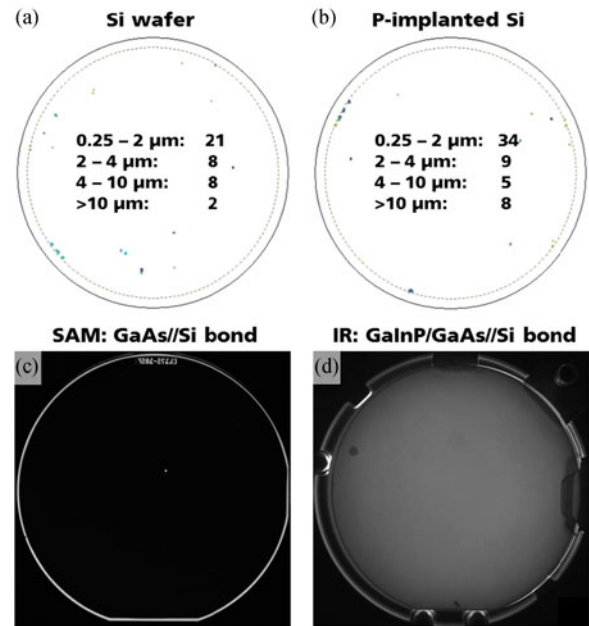 (a) Si wafer
0.25 – 2 µm: 21
2 – 4 µm: 8
4 – 10 µm: 8
>10 µm: 2
(b) P-implanted Si
0.25 – 2 µm: 34
2 – 4 µm: 9
4 – 10 µm: 5
>10 µm: 8
SAM: GaAs//Si bond
(c)
IR: GaInP/GaAs//Si bond
(d)